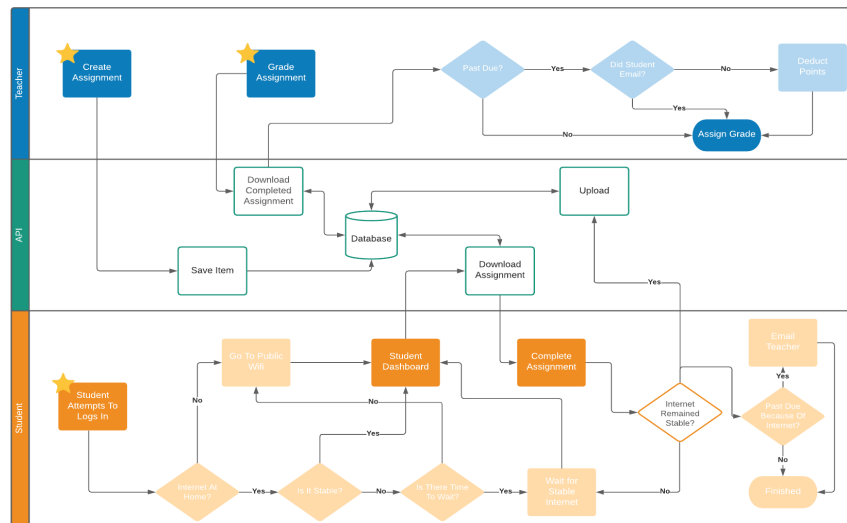 Teacher
Create
Assignment
Grade
Assignment
Past Due?
Yes
Did Student
Email?
No
Deduct
Points
Yes
No
Assign Grade
API
Download
Completed
Assignment
Database
Upload
Save Item
Download
Assignment
Yes
Student
Student
Attempts To
Logs In
No
Go To Public
Wifi
Student
Dashboard
Complete
Assignment
Internet
Remained
Stable?
Email
Teacher
Yes
Past Due
Because Of
Internet?
No
Finished
No
Yes
Internet At
Home?
Yes
Is It Stable?
No
Is There Time
To Wait?
Yes
Wait for
Stable
Internet
No